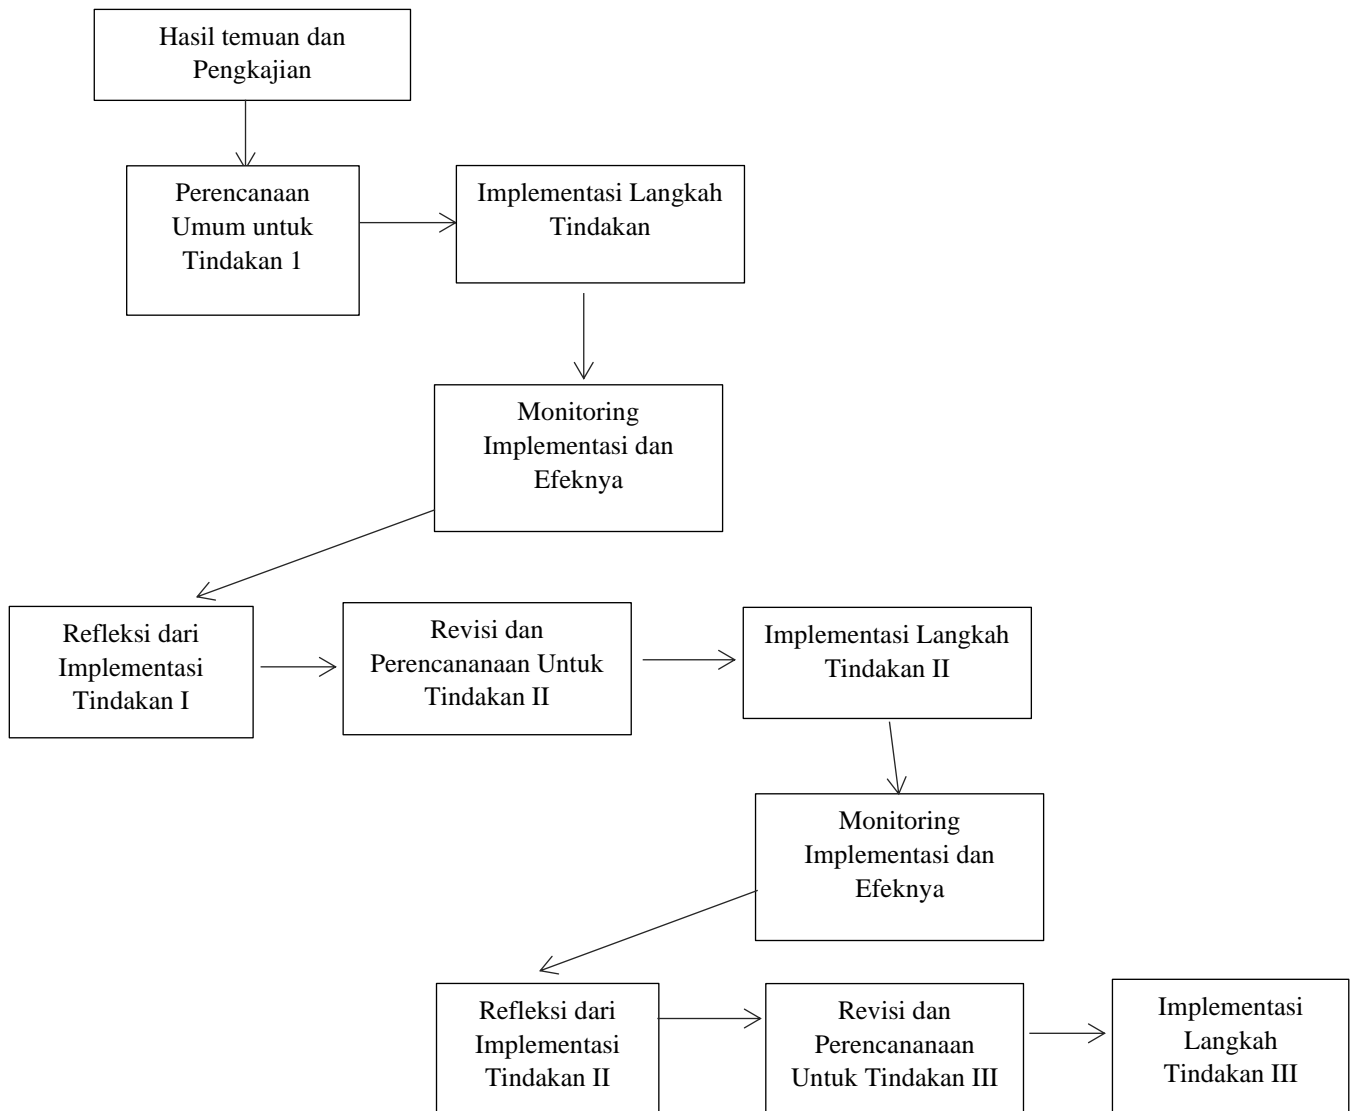 Hasil temuan dan
Pengkajian
Perencanaan
Umum untuk
Tindakan 1
Implementasi Langkah
Tindakan
Monitoring
Implementasi dan
Efeknya
Refleksi dari
Implementasi
Tindakan I
Revisi dan
Perencananaan Untuk
Tindakan II
Implementasi Langkah
Tindakan II
Monitoring
Implementasi dan
Efeknya
Refleksi dari
Implementasi
Tindakan II
Revisi dan
Perencananaan
Untuk Tindakan III
Implementasi
Langkah
Tindakan III